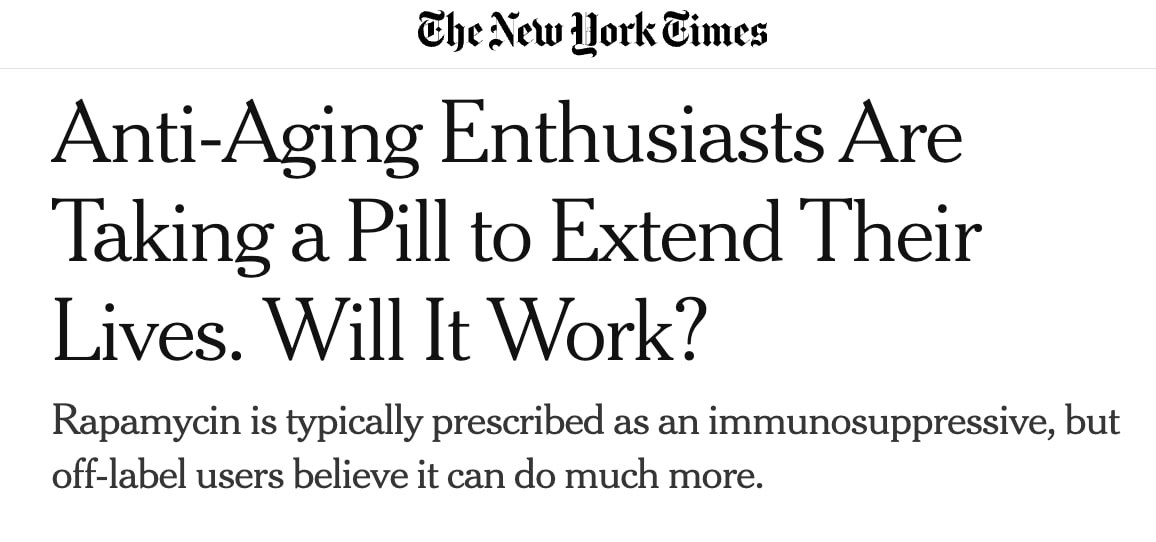 The New York Times
Anti-Aging Enthusiasts Are
Taking a Pill to Extend Their
Lives. Will It Work?
Rapamycin is typically prescribed as an immunosuppressive, but
off-label users believe it can do much more.